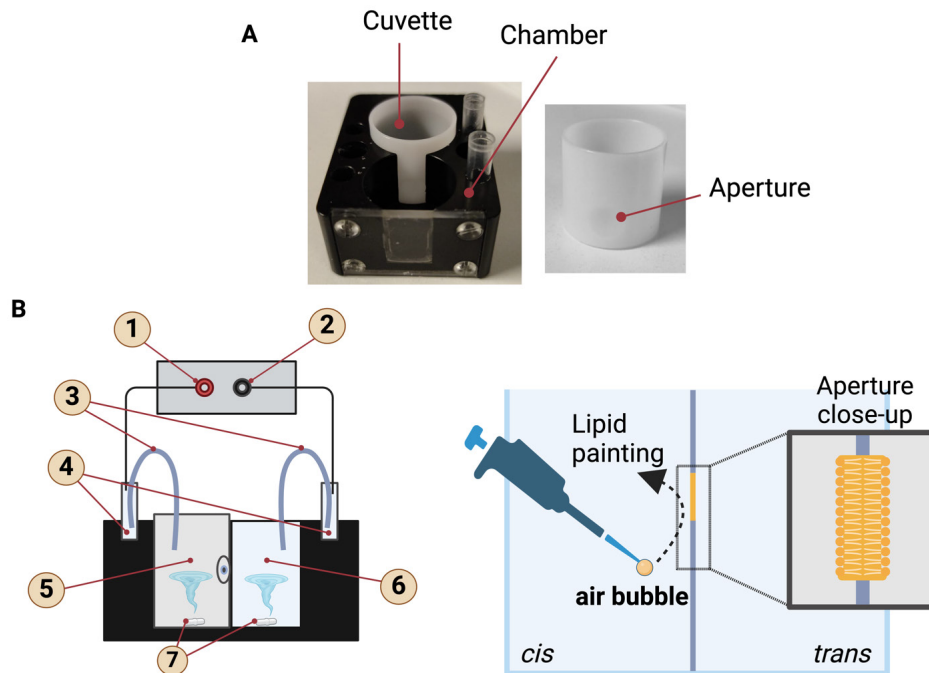 A
Cuvette
Chamber
Aperture
B
1
2
3
4
5
6
7
Lipid
painting
air bubble
cis
trans
Aperture
close-up